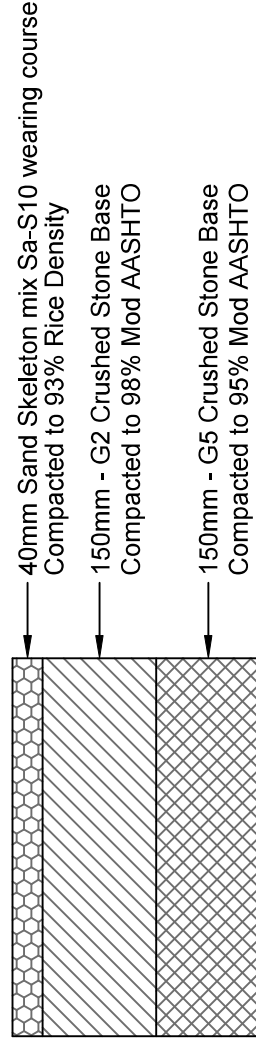 40mm Sand Skeleton mix Sa-S10 wearing course
Compacted to 93% Rice Density
150mm - G2 Crushed Stone Base
Compacted to 98% Mod AASHTO
150mm - G5 Crushed Stone Base
Compacted to 95% Mod AASHTO